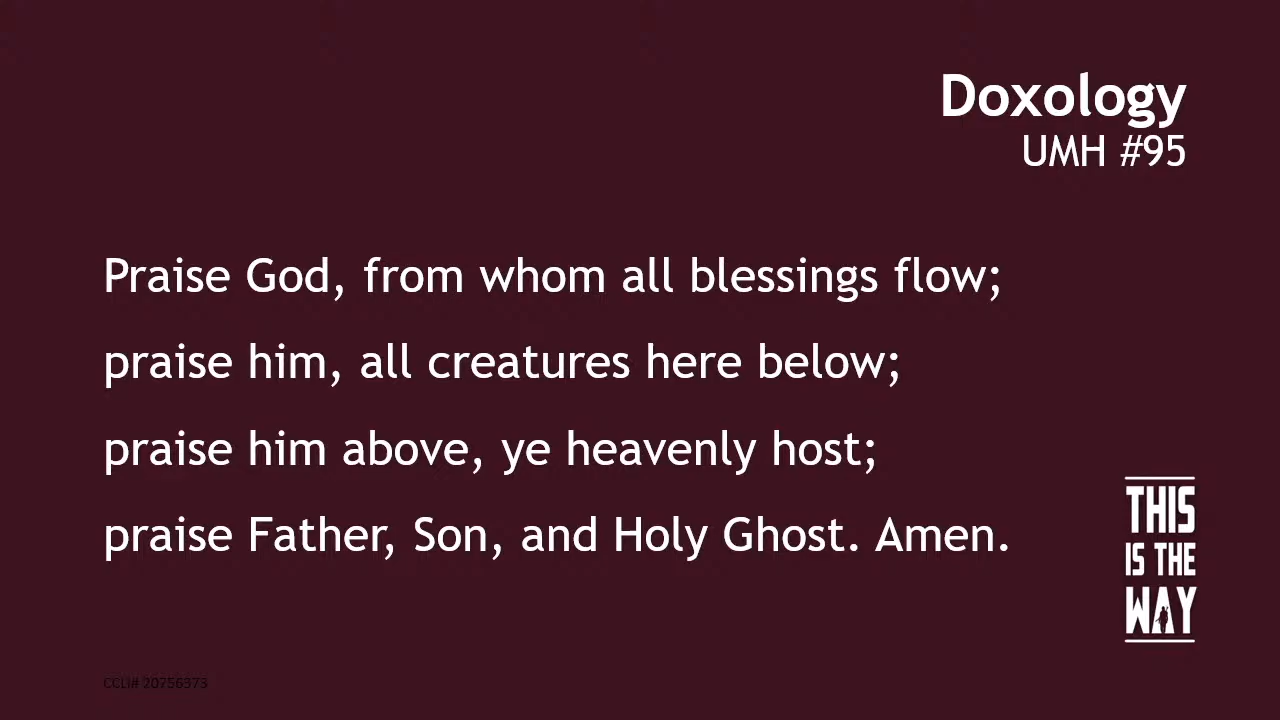 Doxology
UMH #95
Praise God, from whom all blessings flow;
praise him, all creatures here below;
praise him above, ye heavenly host;
praise Father, Son, and Holy Ghost. Amen.
THIS
IS THE
WAY
CCLI# 20756373